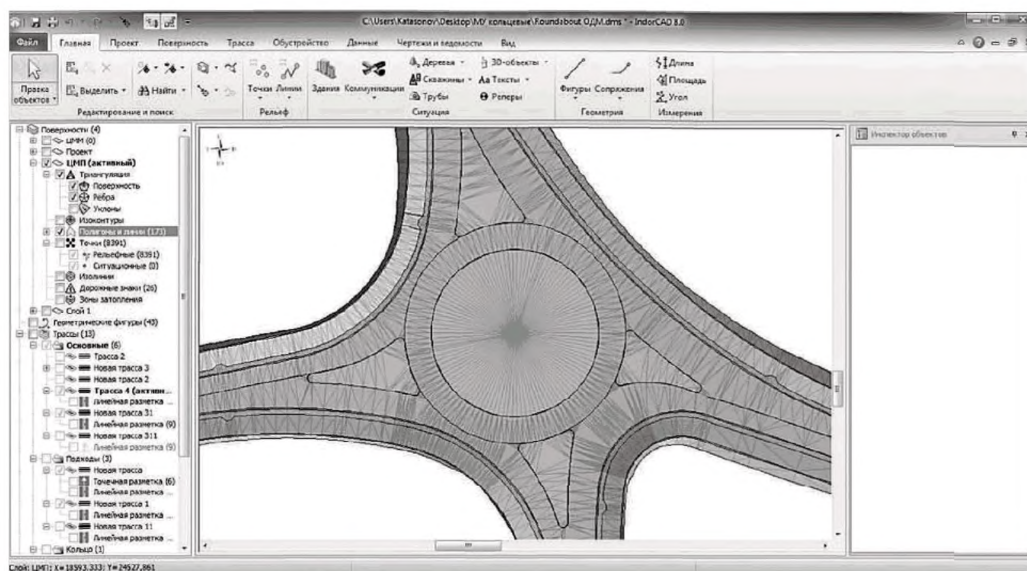 C:\Users\Katasonov\Desktop\МУ кольцевые\Roundabout ОДМ.dms * - IndorCAD 8.0
Файл Главная Проект Поверхность Трасса Обустройство Данные Чертежи и ведомости Вид
Деревья 3D-объекты Длина
Скважины Аа Тексты Площадь
Правка объектов Выделить Найти Точки Линии Здания Коммуникации Трубы Реперы Фигуры Сопряжения Угол
Редактирование и поиск Рельеф Ситуация Геометрия Измерения
Поверхности (4)
ЦММ (0)
Проект
ЦМП (активный)
Триангуляция
Поверхность
Рёбра
Уклоны
Изоконтуры
Полигоны и линии (173)
Точки (8391)
Рельефные (8391)
Ситуационные (0)
Изолинии
Дорожные знаки (26)
Зоны затопления
Слой 1
Геометрические фигуры (43)
Трассы (13)
Основные (6)
Трасса 2
Новая трасса 3
Новая трасса 2
Трасса 4 (активн...
Линейная разметка ...
Новая трасса 31
Линейная разметка (9)
Новая трасса 311
Линейная разметка (9)
Подходы (3)
Новая трасса
Точечная разметка (6)
Линейная разметка ...
Новая трасса 1
Линейная разметка ...
Новая трасса 11
Линейная разметка ...
Кольцо (1)
Инспектор объектов
Слой: ЦМП; X=18593,333; Y=24527,861